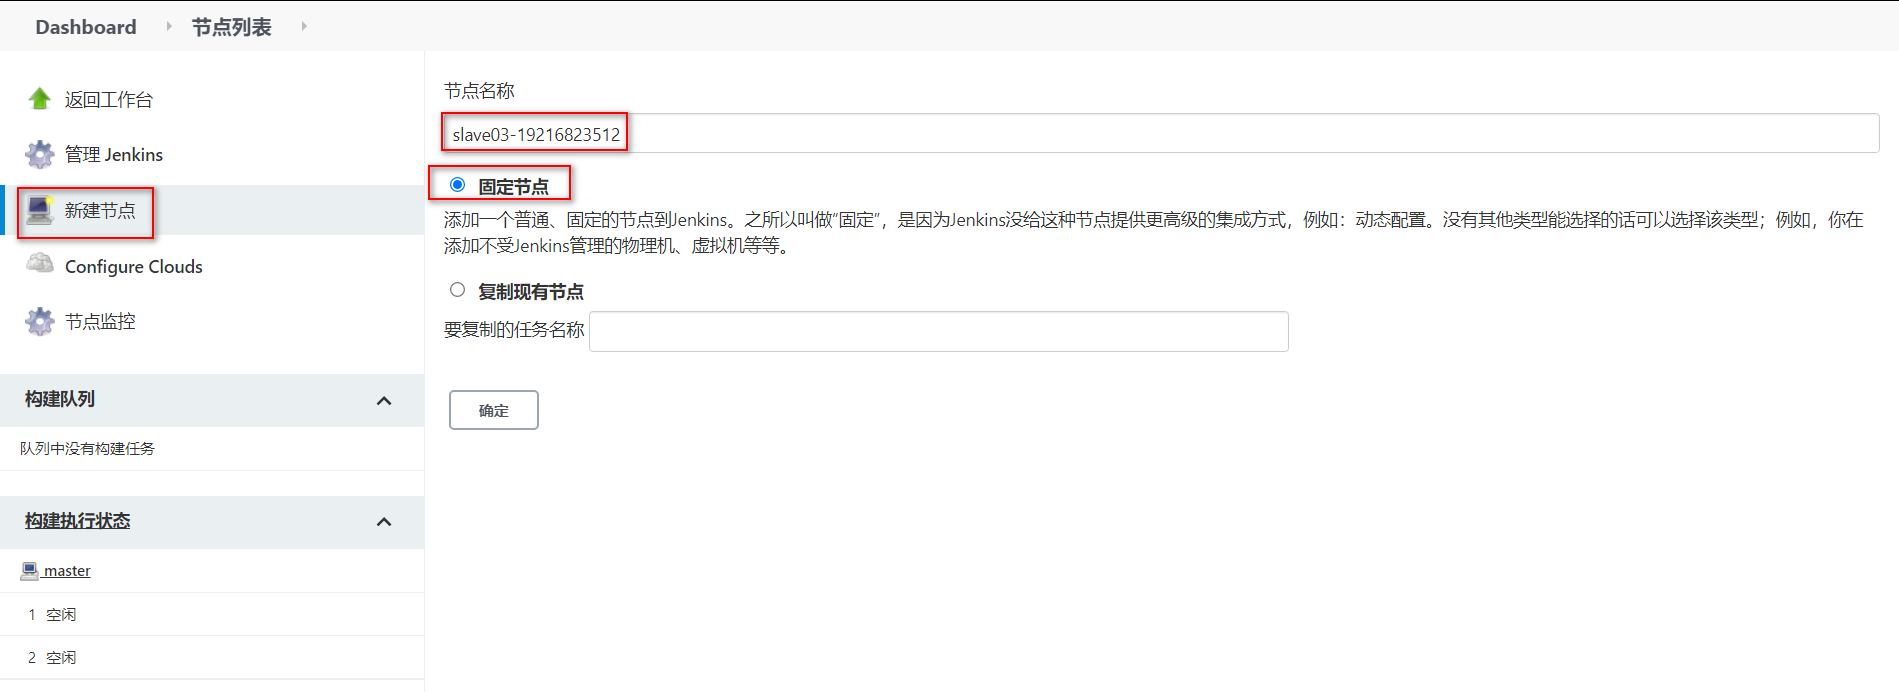 Dashboard 节点列表
返回工作台
管理 Jenkins
新建节点
Configure Clouds
节点监控
构建队列
队列中没有构建任务
构建执行状态
master
1 空闲
2 空闲
节点名称
slave03-19216823512
固定节点
添加一个普通、固定的节点到Jenkins。之所以叫做“固定”，是因为Jenkins没给这种节点提供更高级的集成方式，例如：动态配置。没有其他类型能选择的话可以选择该类型；例如，你在
添加不受Jenkins管理的物理机、虚拟机等等。
复制现有节点
要复制的任务名称
确定